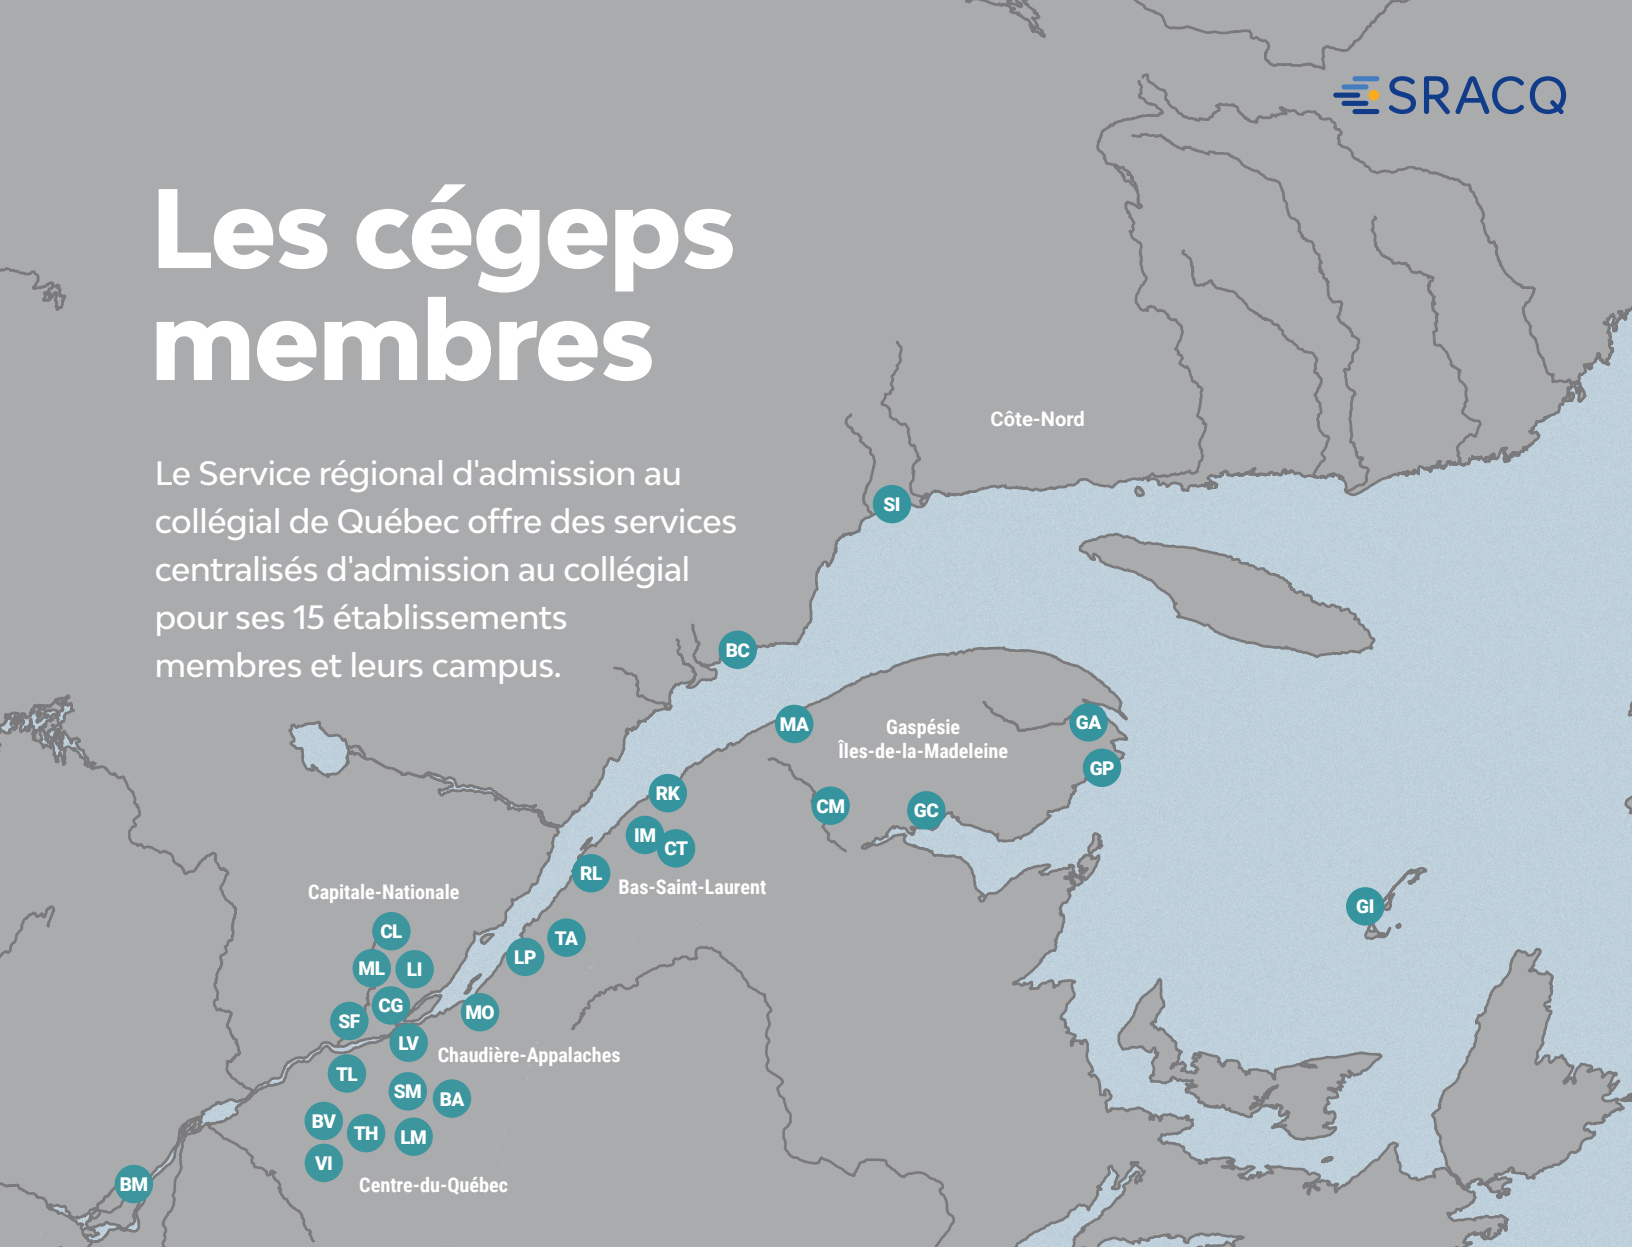 SRACQ
Les cégeps
membres
Le Service régional d'admission au
collégial de Québec offre des services
centralisés d'admission au collégial
pour ses 15 établissements
membres et leurs campus.
Côte-Nord
SI
BC
MA
Gaspésie
Îles-de-la-Madeleine
GA
GP
RK
CM
GC
IM
CT
RL
Bas-Saint-Laurent
Capitale-Nationale
GI
CL
TA
LP
ML
LI
CG
MO
SF
LV
Chaudière-Appalaches
TL
SM
BA
BV
TH
LM
VI
Centre-du-Québec
BM